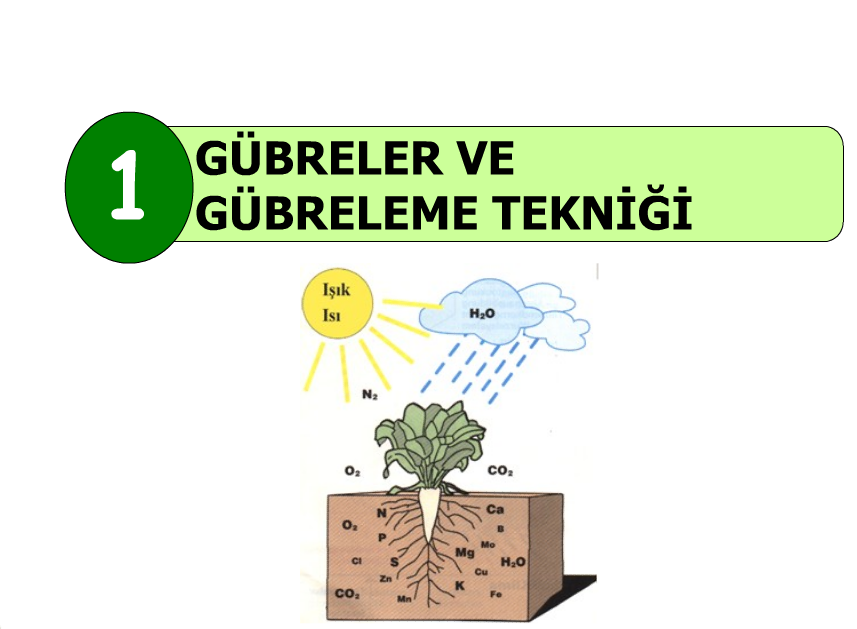 1
GÜBRELER VE
GÜBRELEME TEKNİĞİ
Işık
Isı
H₂O
N₂
O₂
CO₂
N
Ca
O₂
B
P
Mo
Cl
S
Mg
H₂O
Zn
Cu
K
CO₂
Mn
Fe